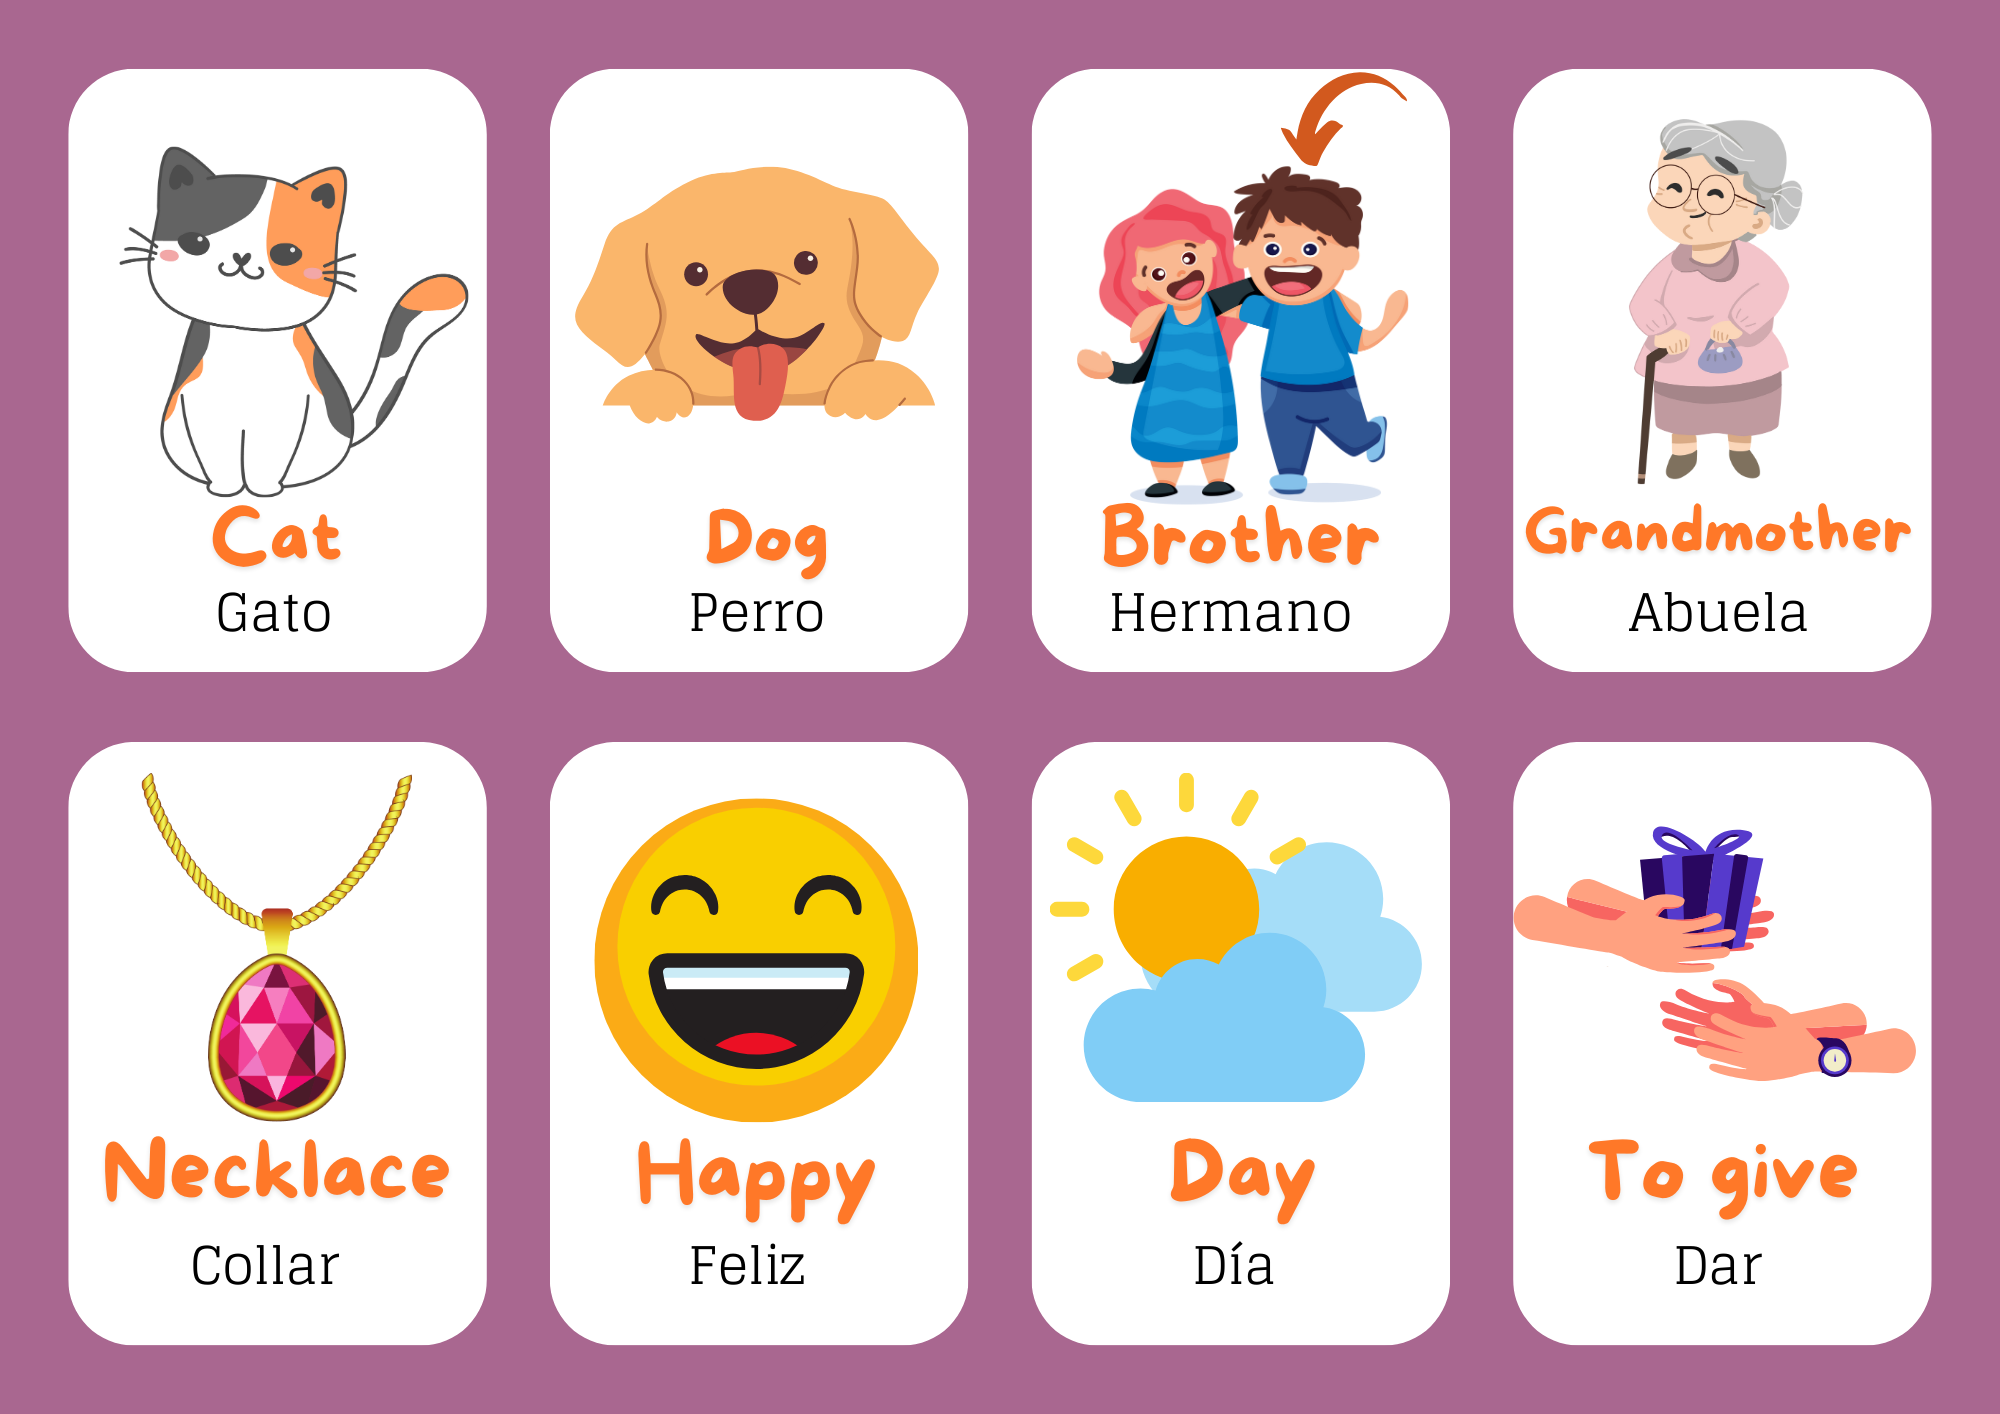 Cat
Gato
Dog
Perro
Brother
Hermano
Grandmother
Abuela
Necklace
Collar
Happy
Feliz
Day
Día
To give
Dar